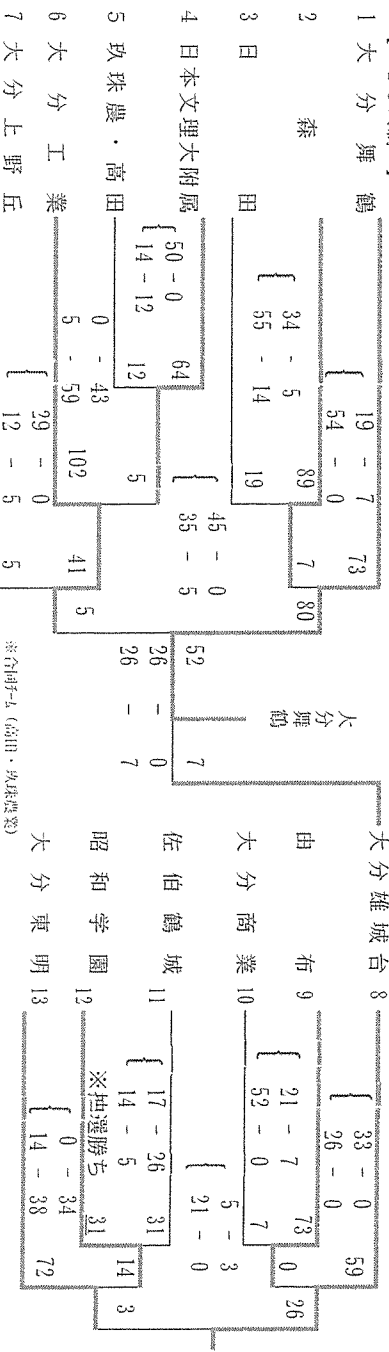 1 大分舞鶴
2 森
3 日田
4 日本文理大附属
5 玖珠農・高田
6 大分工業
7 大分上野丘
19 - 7
54 - 0
73
34 - 5
55 - 14
89
19
7
80
50 - 0
14 - 12
64
12
5
0 - 43
5 - 59
102
45 - 0
35 - 5
41
5
29 - 0
12 - 5
5
52
26 - 0
26 - 7
7
大分舞鶴
※合同チーム（高田・玖珠農業）
大分雄城台 8
由布 9
大分商業 10
佐伯鶴城 11
昭和学園 12
大分東明 13
33 - 0
26 - 0
59
21 - 7
52 - 0
73
7
0
26
5 - 3
21 - 0
17 - 26
14 - 5
31
※抽選勝ち 31
14
3
0 - 34
14 - 38
72